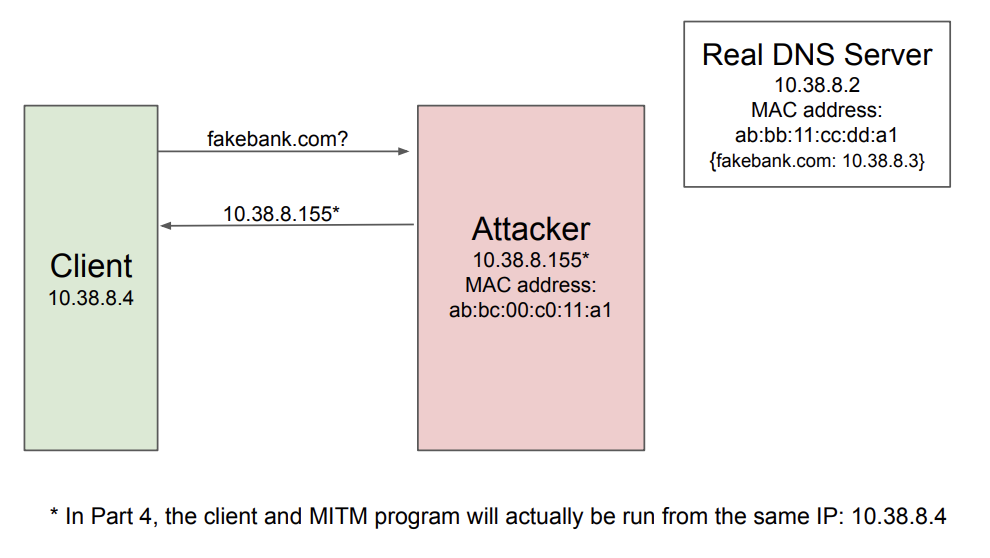 Real DNS Server
10.38.8.2
MAC address:
ab:bb:11:cc:dd:a1
{fakebank.com: 10.38.8.3}
fakebank.com?
10.38.8.155*
Client
10.38.8.4
Attacker
10.38.8.155*
MAC address:
ab:bc:00:c0:11:a1
* In Part 4, the client and MITM program will actually be run from the same IP: 10.38.8.4